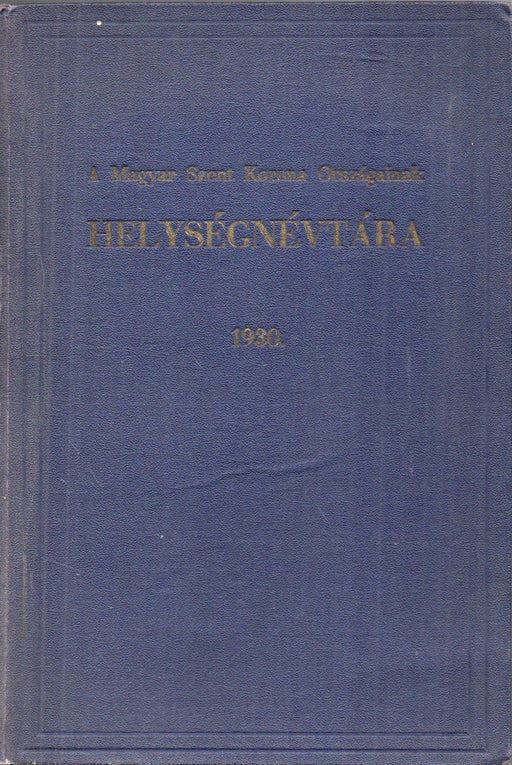 A Magyar Szent Korona Országainak
HELYSÉGNÉVTÁRA
1930.